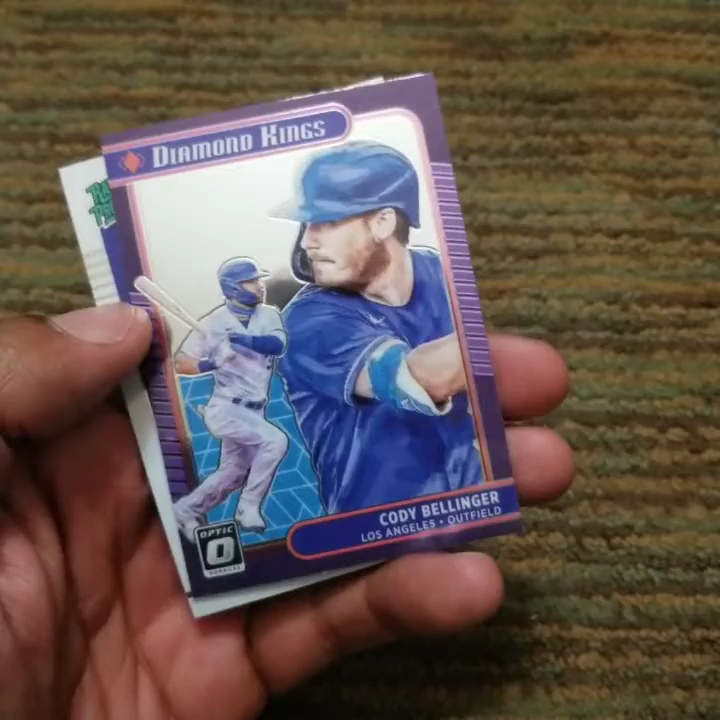 DIAMOND KINGS
CODY BELLINGER
LOS ANGELES • OUTFIELD
OPTIC
O